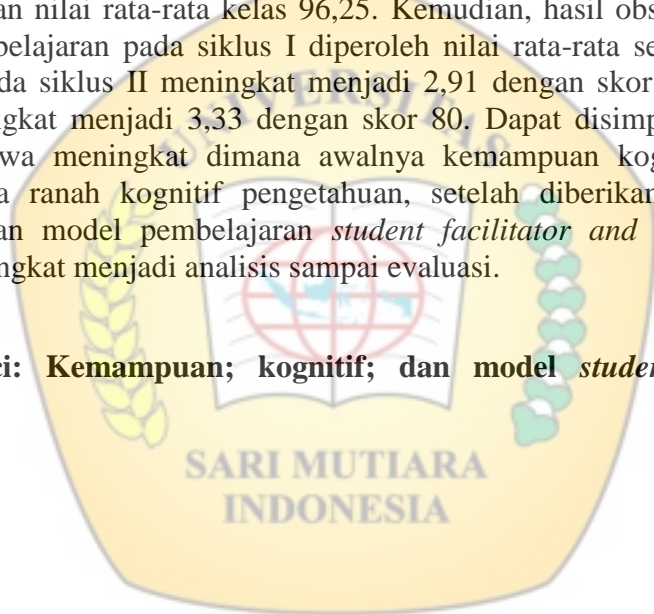 an nilai rata-rata kelas 96,25. Kemudian, hasil obs
belajaran pada siklus I diperoleh nilai rata-rata se
da siklus II meningkat menjadi 2,91 dengan skor
ngkat menjadi 3,33 dengan skor 80. Dapat disimp
wa meningkat dimana awalnya kemampuan kog
a ranah kognitif pengetahuan, setelah diberikan
an model pembelajaran student facilitator and
ngkat menjadi analisis sampai evaluasi.
ci: Kemampuan; kognitif; dan model studen
UNIVERSITAS
SARI MUTIARA
INDONESIA